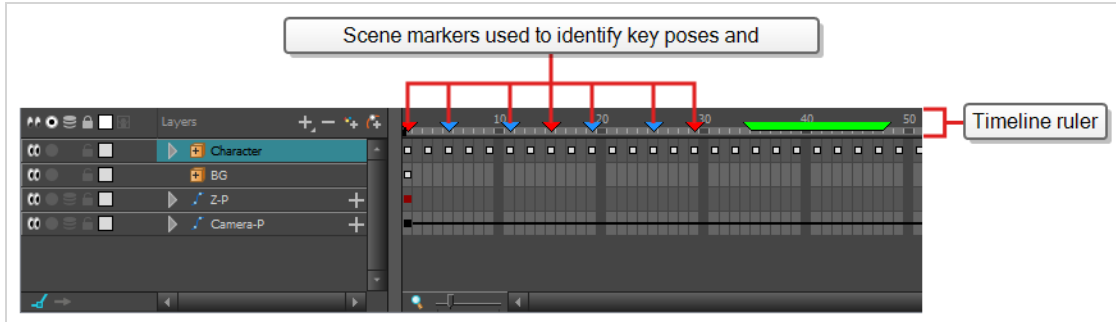 Scene markers used to identify key poses and
Timeline ruler
Layers
10
20
30
40
50
Character
BG
Z-P
Camera-P